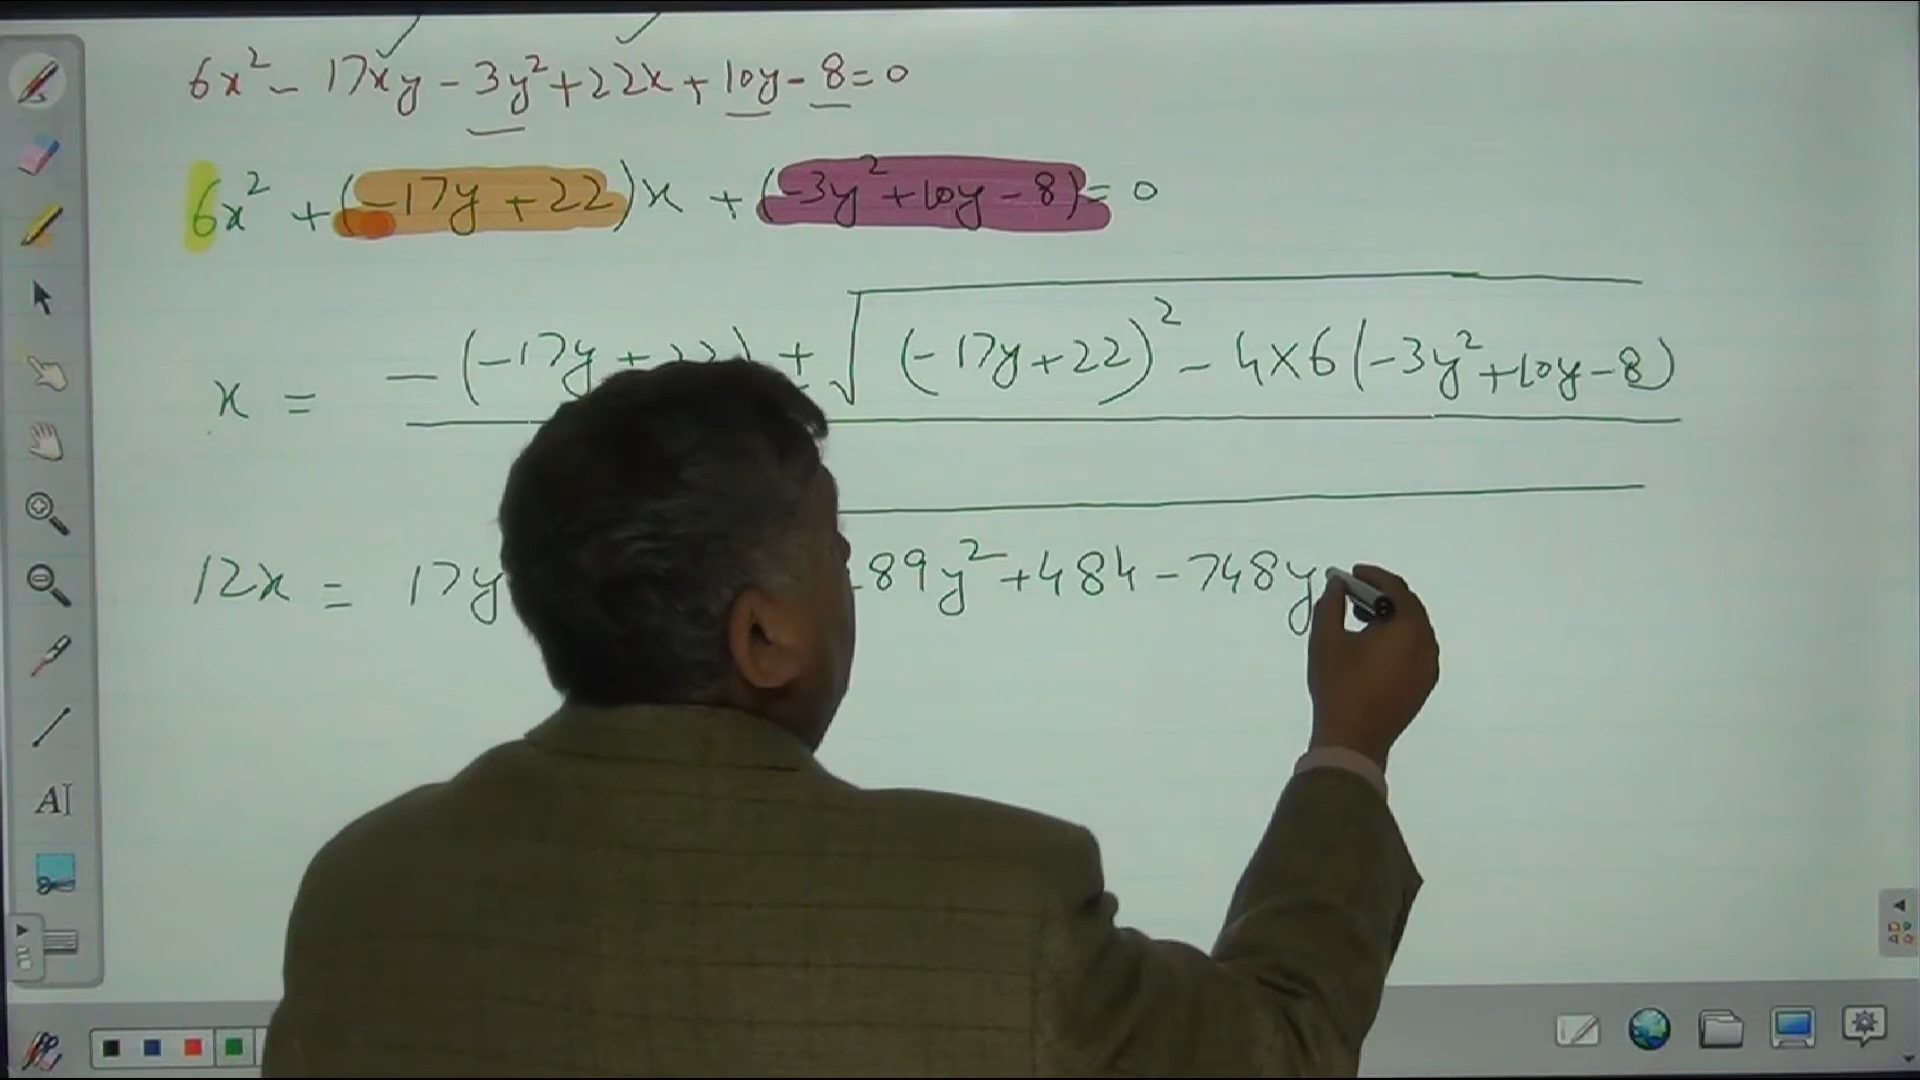 6x² - 17xy - 3y² + 22x + 10y - 8 = 0
6x² + (-17y + 22)x + (-3y² + 10y - 8) = 0
x = -(-17y + 22) ± √(-17y + 22)² - 4×6(-3y² + 10y - 8)
12x = 17y 89y² + 484 - 748y
A